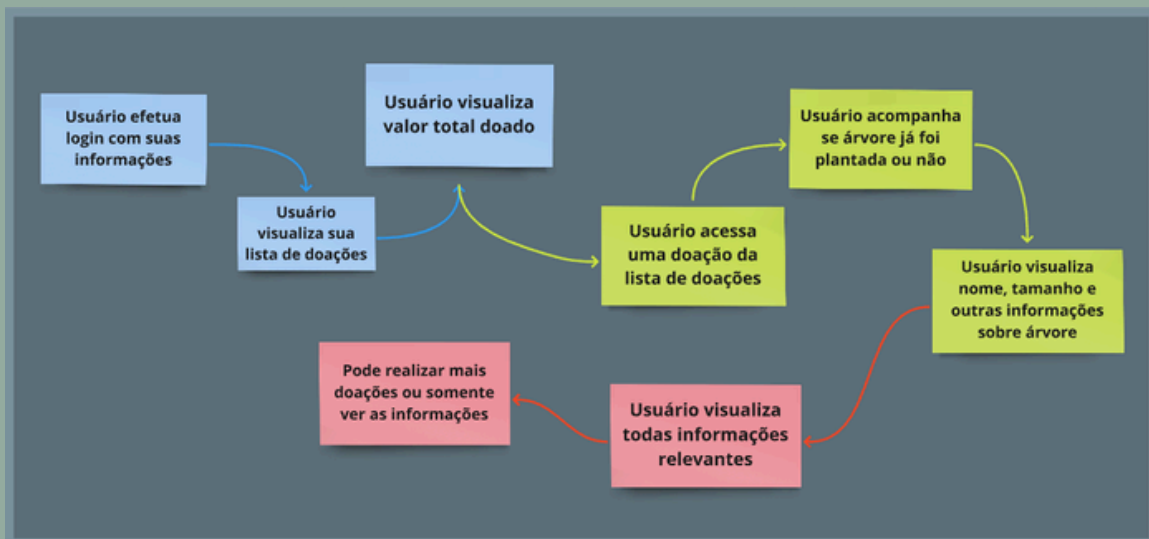 Usuário efetua
login com suas
informações
Usuário
visualiza sua
lista de doações
Usuário visualiza
valor total doado
Usuário acessa
uma doação da
lista de doações
Usuário acompanha
se árvore já foi
plantada ou não
Usuário visualiza
nome, tamanho e
outras informações
sobre árvore
Usuário visualiza
todas informações
relevantes
Pode realizar mais
doações ou somente
ver as informações